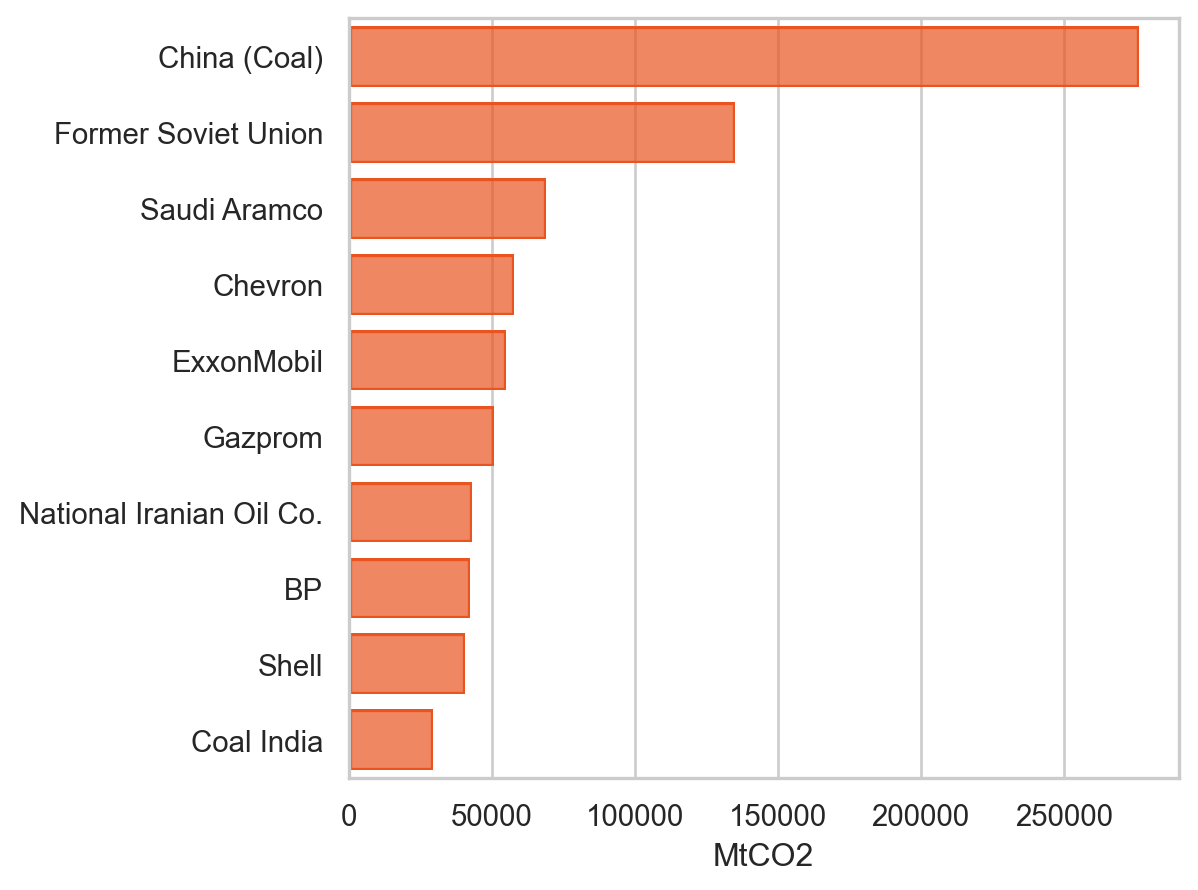 China (Coal)
Former Soviet Union
Saudi Aramco
Chevron
ExxonMobil
Gazprom
National Iranian Oil Co.
BP
Shell
Coal India
0 50000 100000 150000 200000 250000
MtCO2